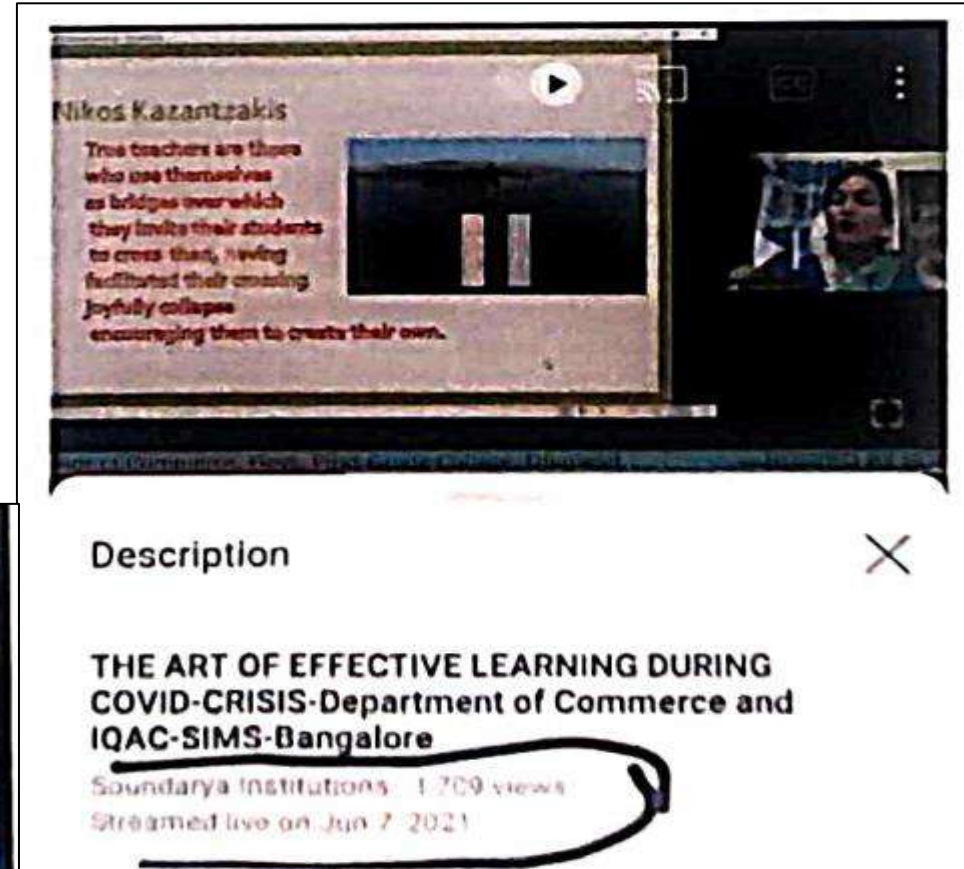 Nikos Kazantzakis
True teachers are those
who use themselves
as bridges over which
they invite their students
to cross then, having
facilitated their crossing
joyfully collapse
encouraging them to create their own.
Description
THE ART OF EFFECTIVE LEARNING DURING
COVID-CRISIS-Department of Commerce and
IQAC-SIMS-Bangalore
Soundarya Institutions 1,709 views
Streamed live on Jun 7, 2021